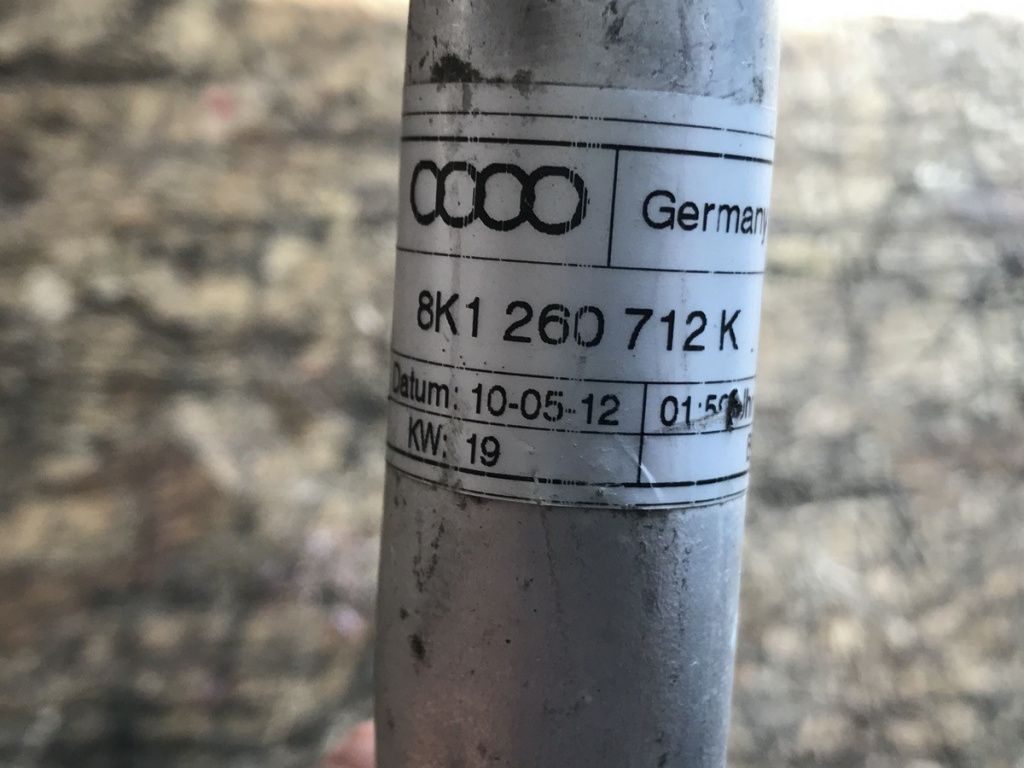 Germany
8K1 260 712 K
Datum: 10-05-12
KW: 19